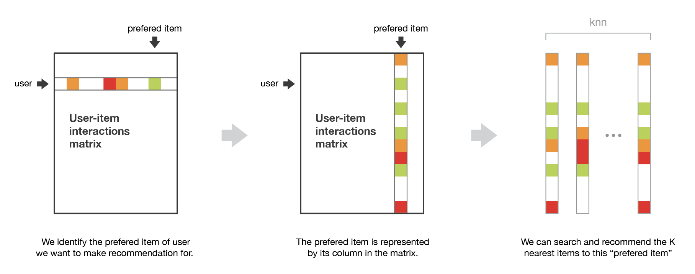 prefered item
user
User-item
interactions
matrix
We identify the prefered item of user
we want to make recommendation for.
prefered item
user
User-item
interactions
matrix
The prefered item is represented
by its column in the matrix.
knn
We can search and recommend the K
nearest items to this “prefered item”